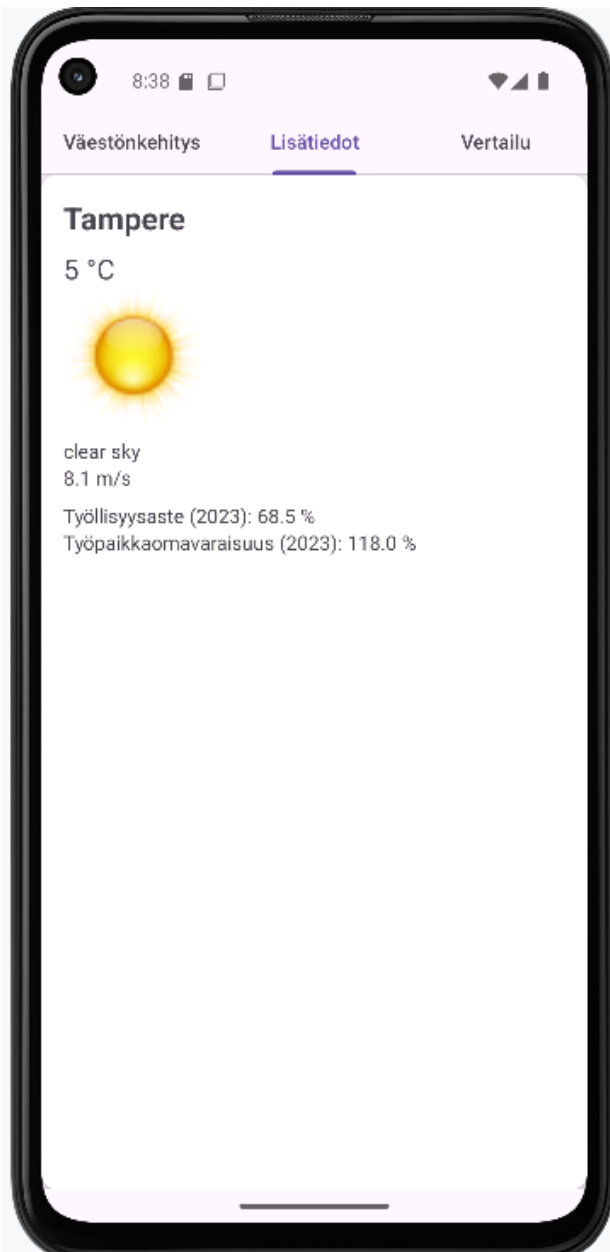 8:38
Väestönkehitys Lisätiedot Vertailu
Tampere
5 °C
clear sky
8.1 m/s
Työllisyysaste (2023): 68.5 %
Työpaikkaomavaraisuus (2023): 118.0 %